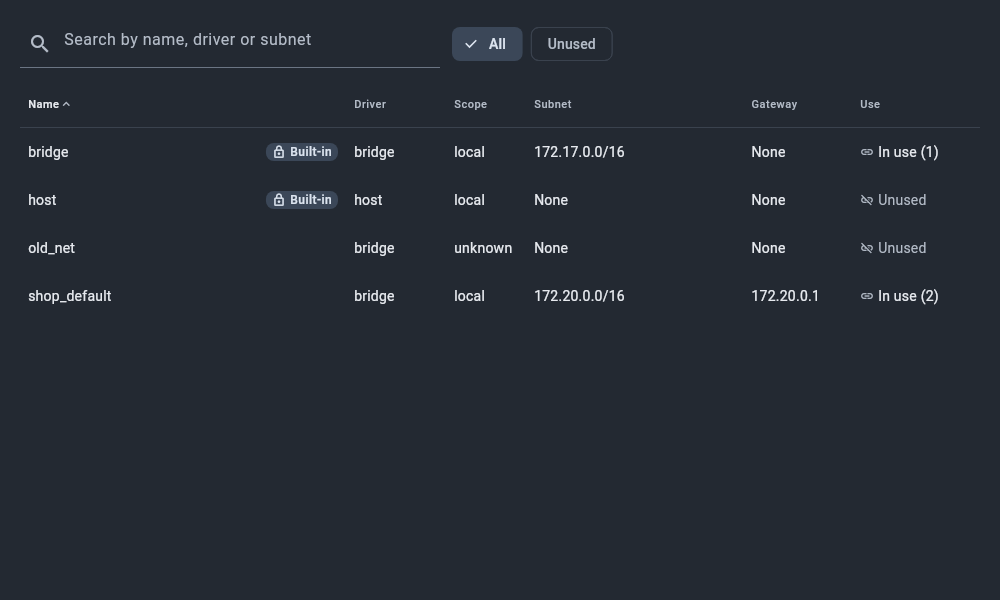 Search by name, driver or subnet
All
Unused
Name Driver Scope Subnet Gateway Use
bridge Built-in bridge local 172.17.0.0/16 None In use (1)
host Built-in host local None None Unused
old_net bridge unknown None None Unused
shop_default bridge local 172.20.0.0/16 172.20.0.1 In use (2)